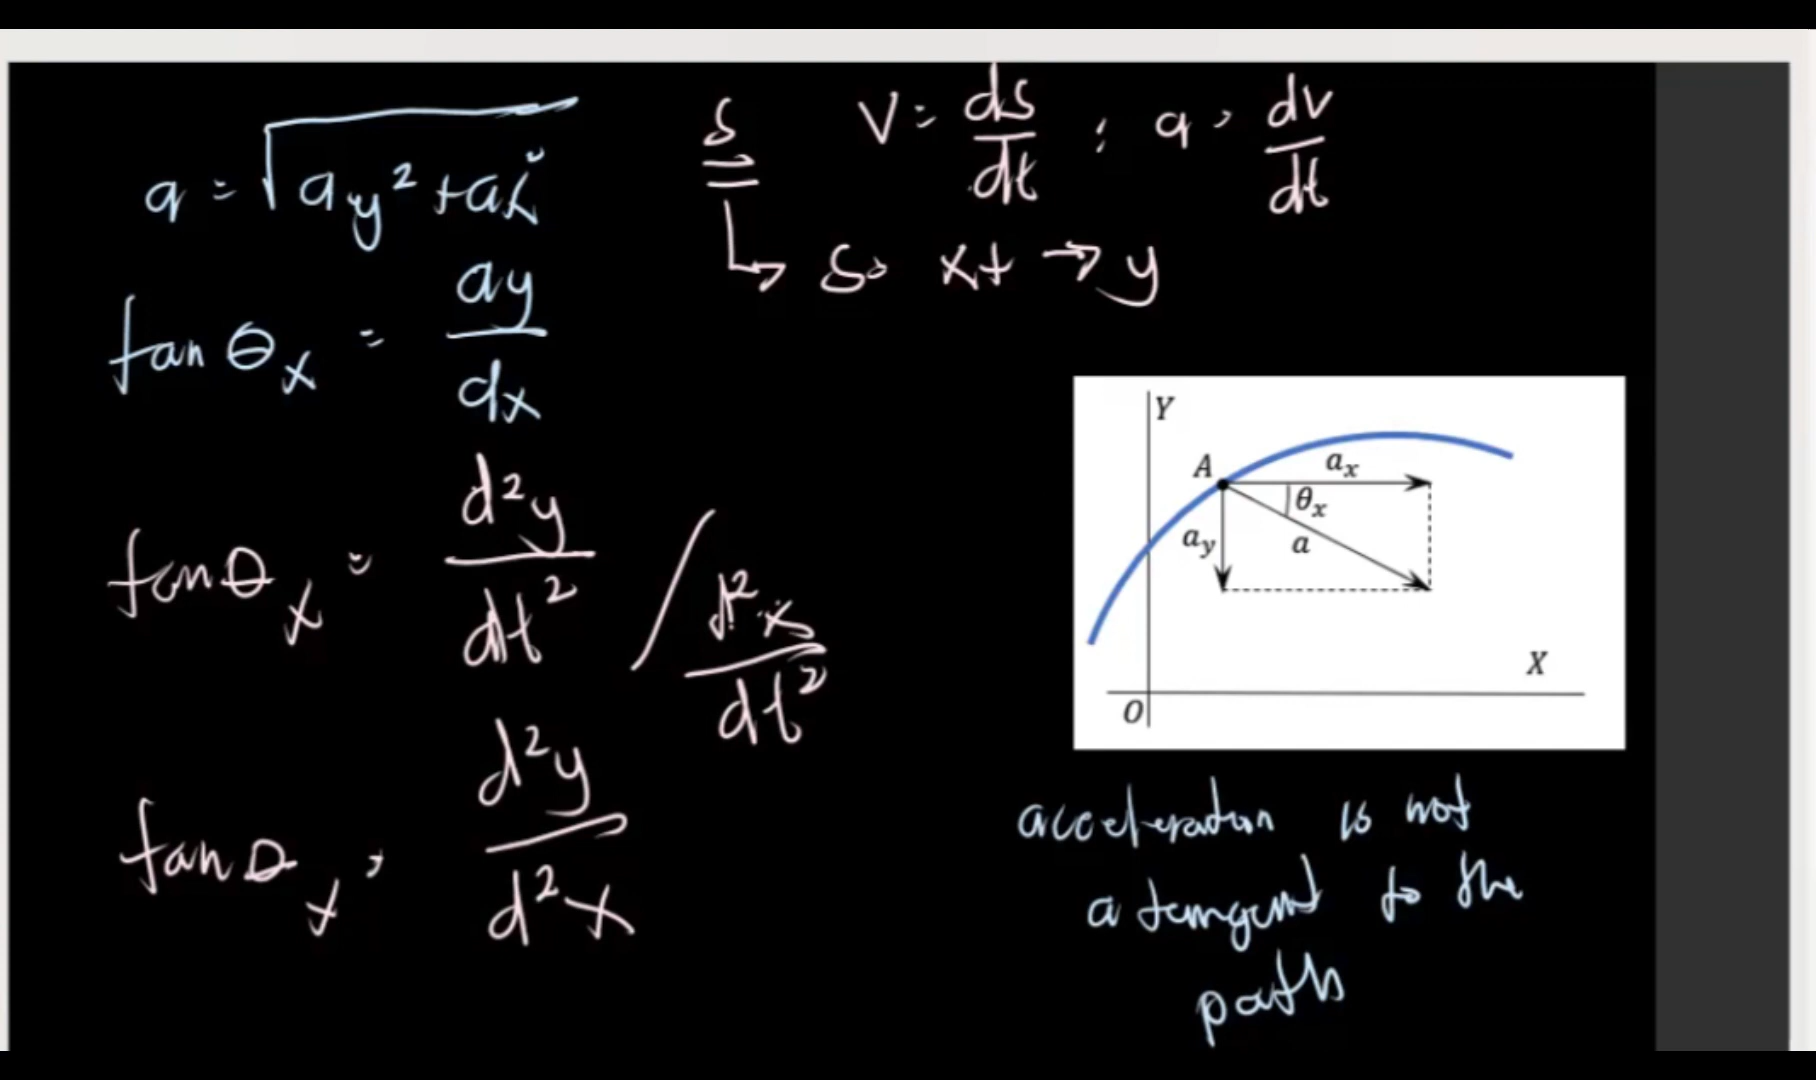 a = √ay² + ax²
tan θx = ay / dx
tan θx = d²y / dt² / d²x / dt²
tan θx = d²y / d²x
s V = ds / dt ; a = dv / dt
↳ s= xt → y
Y
A
ax
θx
ay
a
X
O
acceleration is not
a tangent to the
path